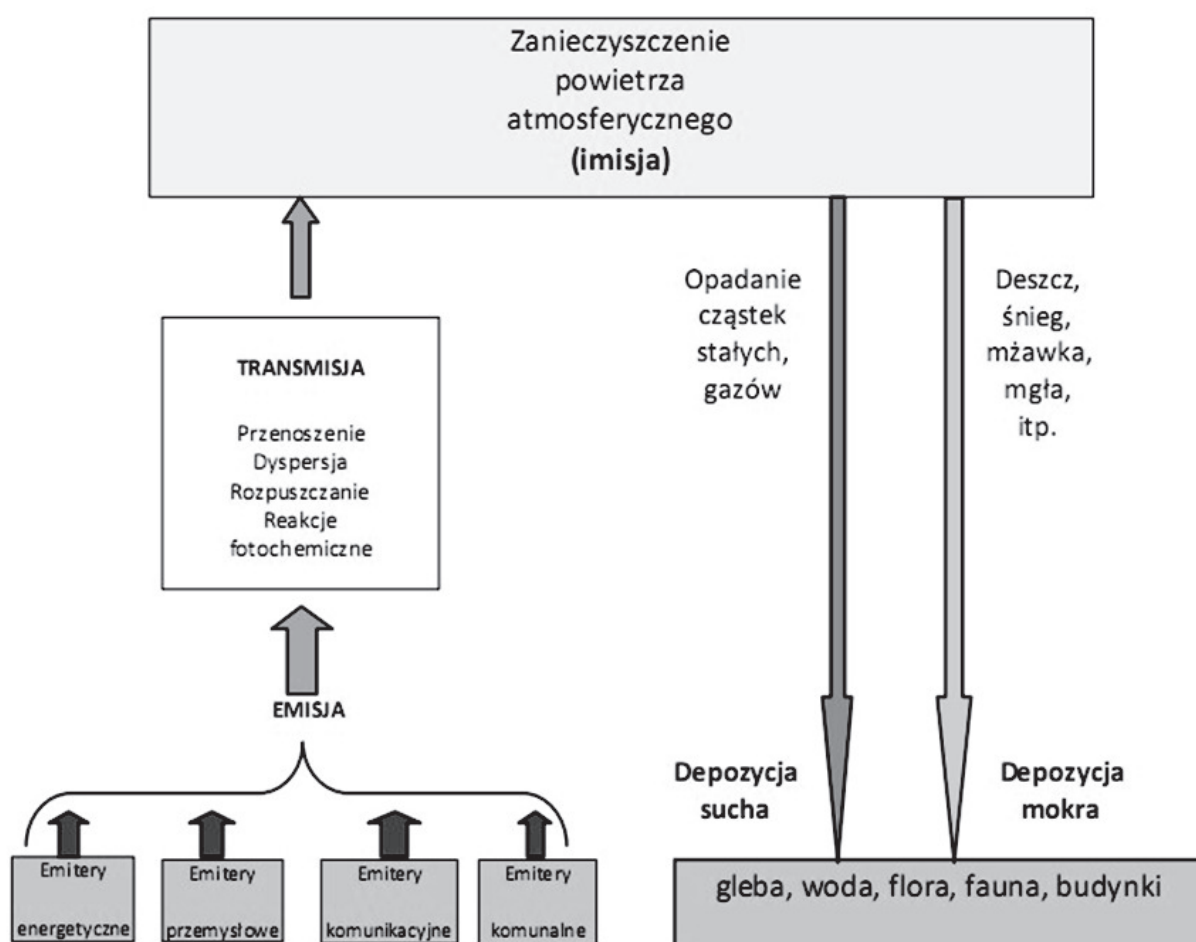 Zanieczyszczenie
powietrza
atmosferycznego
(imisja)
Opadanie
cząstek
stałych,
gazów
Deszcz,
śnieg,
mżawka,
mgła,
itp.
TRANSMISJA
Przenoszenie
Dyspersja
Rozpuszczanie
Reakcje
fotochemiczne
EMISJA
Depozycja
sucha
Depozycja
mokra
Emitery
energetyczne
Emitery
przemysłowe
Emitery
komunikacyjne
Emitery
komunalne
gleba, woda, flora, fauna, budynki